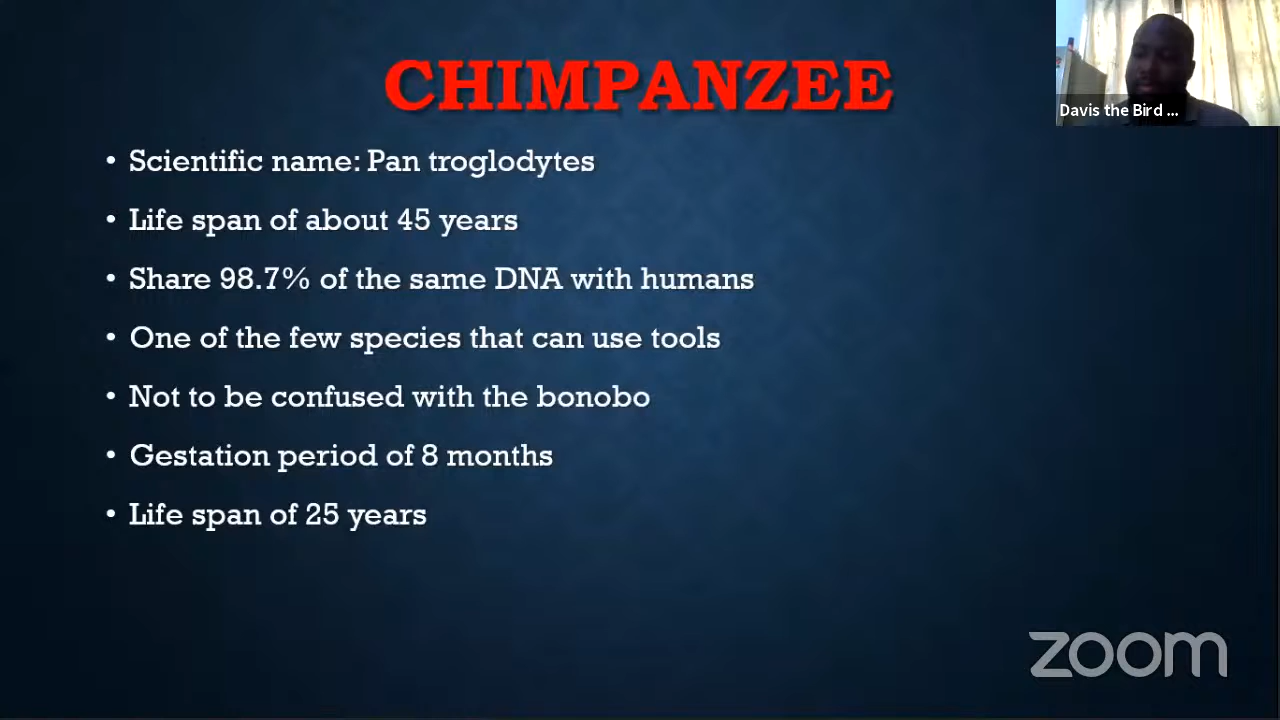 CHIMPANZEE
Davis the Bird ...
• Scientific name: Pan troglodytes
• Life span of about 45 years
• Share 98.7% of the same DNA with humans
• One of the few species that can use tools
• Not to be confused with the bonobo
• Gestation period of 8 months
• Life span of 25 years
zoom